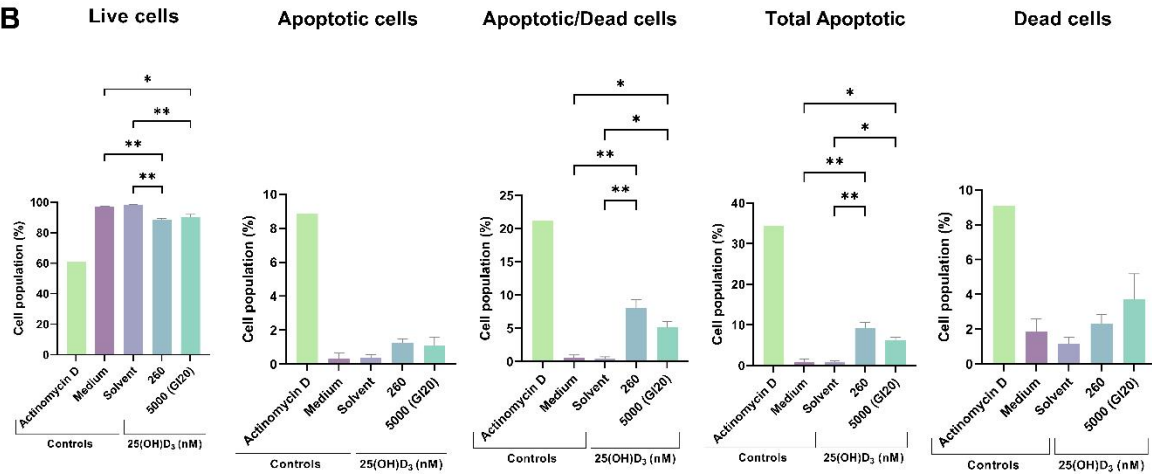 B
Live cells
Apoptotic cells
Apoptotic/Dead cells
Total Apoptotic
Dead cells
*
**
**
**
Cell population (%)
100
80
60
40
20
0
Actinomycin D
Medium
Solvent
260
5000 (GI20)
Controls
25(OH)D₃ (nM)
Cell population (%)
10
8
6
4
2
0
Actinomycin D
Medium
Solvent
260
5000 (GI20)
Controls
25(OH)D₃ (nM)
*
*
**
**
Cell population (%)
25
20
15
10
5
0
Actinomycin D
Medium
Solvent
260
5000 (GI20)
Controls
25(OH)D₃ (nM)
*
*
**
**
Cell population (%)
40
30
20
10
0
Actinomycin D
Medium
Solvent
260
5000 (GI20)
Controls
25(OH)D₃ (nM)
Cell population (%)
10
8
6
4
2
0
Actinomycin D
Medium
Solvent
260
5000 (GI20)
Controls
25(OH)D₃ (nM)